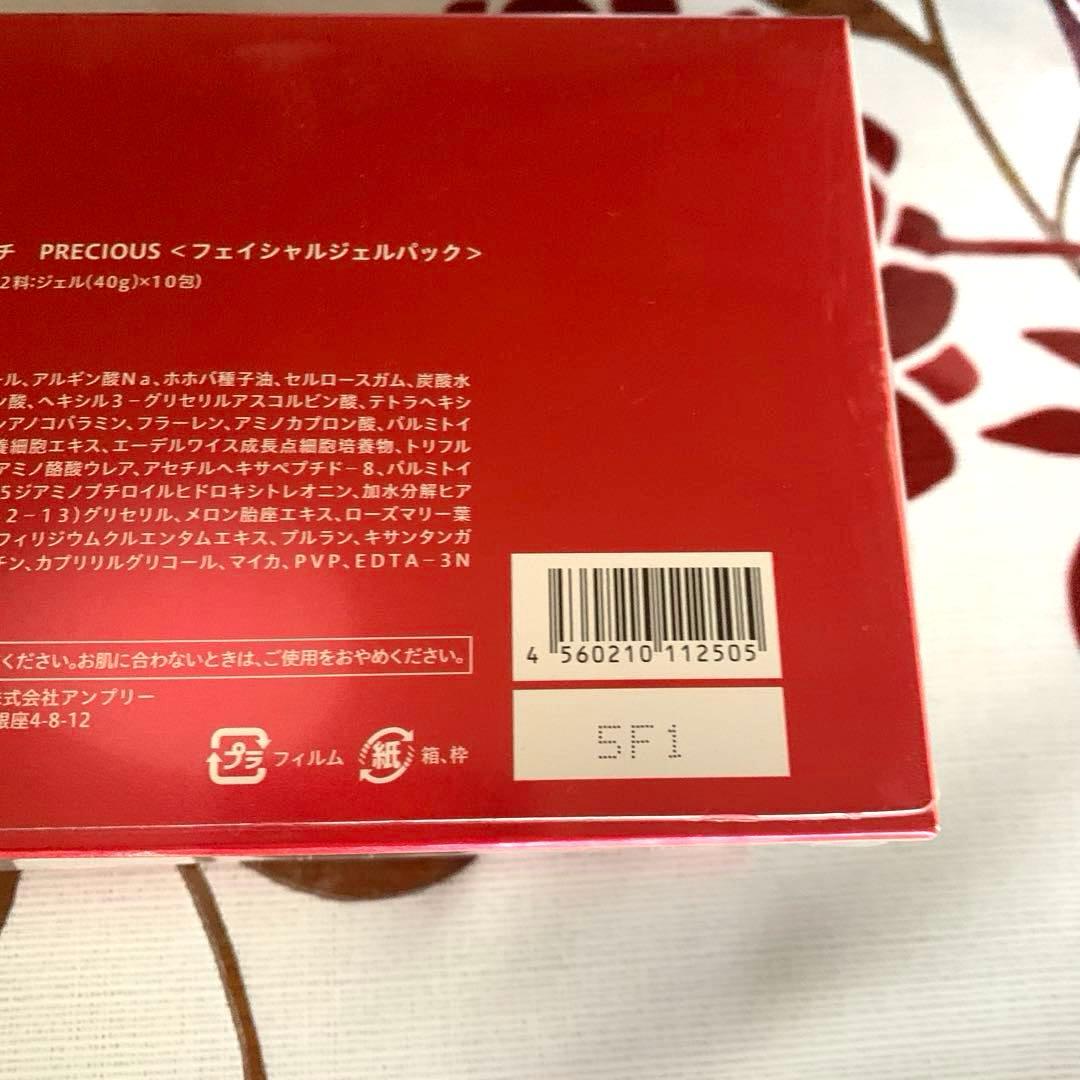 チ PRECIOUS <フェイシャルジェルパック>
2料:ジェル(40g)×10包)
ール、アルギン酸Na、ホホバ種子油、セルロースガム、炭酸水
ン酸、ヘキシル3-グリセリルアスコルビン酸、テトラヘキシ
シアノコバラミン、フラーレン、アミノカプロン酸、パルミトイ
養細胞エキス、エーデルワイス成長点細胞培養物、トリフル
アミノ酪酸ウレア、アセチルヘキサペプチド-8、パルミトイ
5ジアミノブチロイルヒドロキシトレオニン、加水分解ヒア
2-13)グリセリル、メロン胎座エキス、ローズマリー葉
フィリジウムクルエンタムエキス、プルラン、キサンタンガ
チン、カプリリルグリコール、マイカ、PVP、EDTA-3N
ください。お肌に合わないときは、ご使用をおやめください。
株式会社アンプリー
銀座4-8-12
プラ フィルム 紙 箱、枠
4 560210 112505
5F1